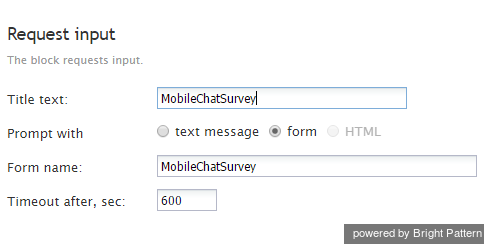 Request input
The block requests input.
Title text: MobileChatSurvey
Prompt with text message form HTML
Form name: MobileChatSurvey
Timeout after, sec: 600
powered by Bright Pattern